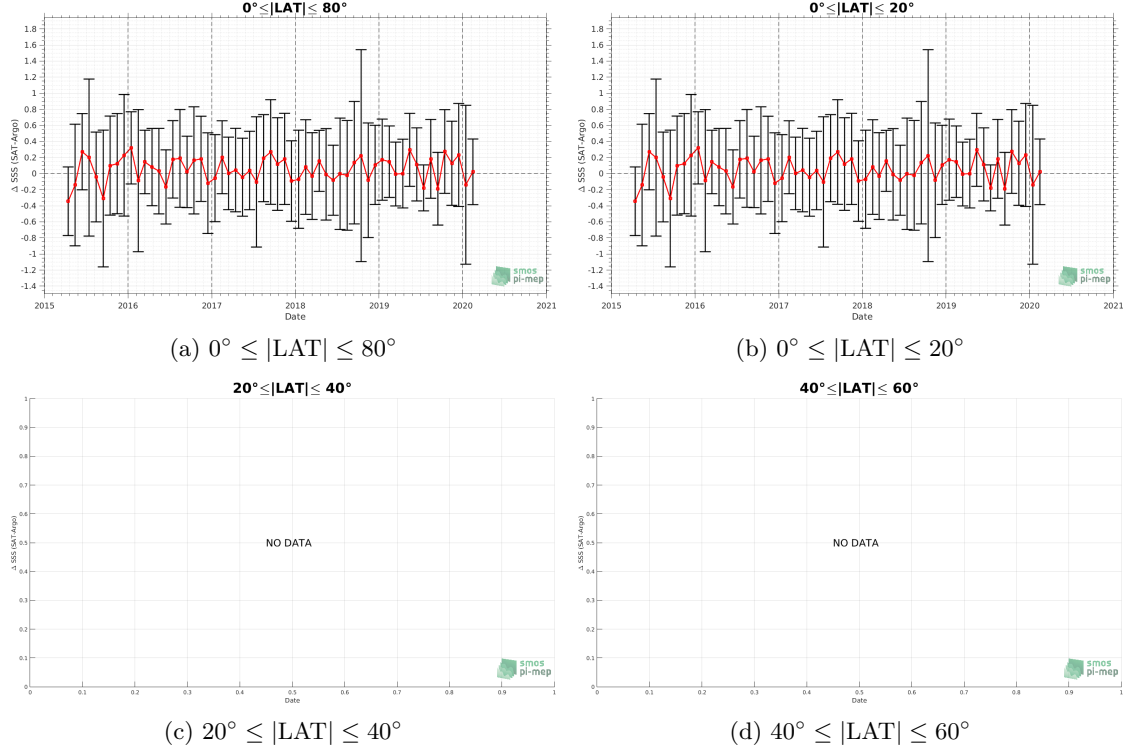 0°≤|LAT|≤ 80°
Δ SSS (SAT-Argo)
1.8
1.6
1.4
1.2
1
0.8
0.6
0.4
0.2
0
-0.2
-0.4
-0.6
-0.8
-1
-1.2
-1.4
2015 2016 2017 2018 2019 2020 2021
Date
smos
pi-mep
(a) 0° ≤ |LAT| ≤ 80°
0°≤|LAT|≤ 20°
Δ SSS (SAT-Argo)
1.8
1.6
1.4
1.2
1
0.8
0.6
0.4
0.2
0
-0.2
-0.4
-0.6
-0.8
-1
-1.2
-1.4
2015 2016 2017 2018 2019 2020 2021
Date
smos
pi-mep
(b) 0° ≤ |LAT| ≤ 20°
20°≤|LAT|≤ 40°
Δ SSS (SAT-Argo)
1
0.9
0.8
0.7
0.6
0.5
0.4
0.3
0.2
0.1
0
NO DATA
0 0.1 0.2 0.3 0.4 0.5 0.6 0.7 0.8 0.9 1
Date
smos
pi-mep
(c) 20° ≤ |LAT| ≤ 40°
40°≤|LAT|≤ 60°
Δ SSS (SAT-Argo)
1
0.9
0.8
0.7
0.6
0.5
0.4
0.3
0.2
0.1
0
NO DATA
0 0.1 0.2 0.3 0.4 0.5 0.6 0.7 0.8 0.9 1
Date
smos
pi-mep
(d) 40° ≤ |LAT| ≤ 60°